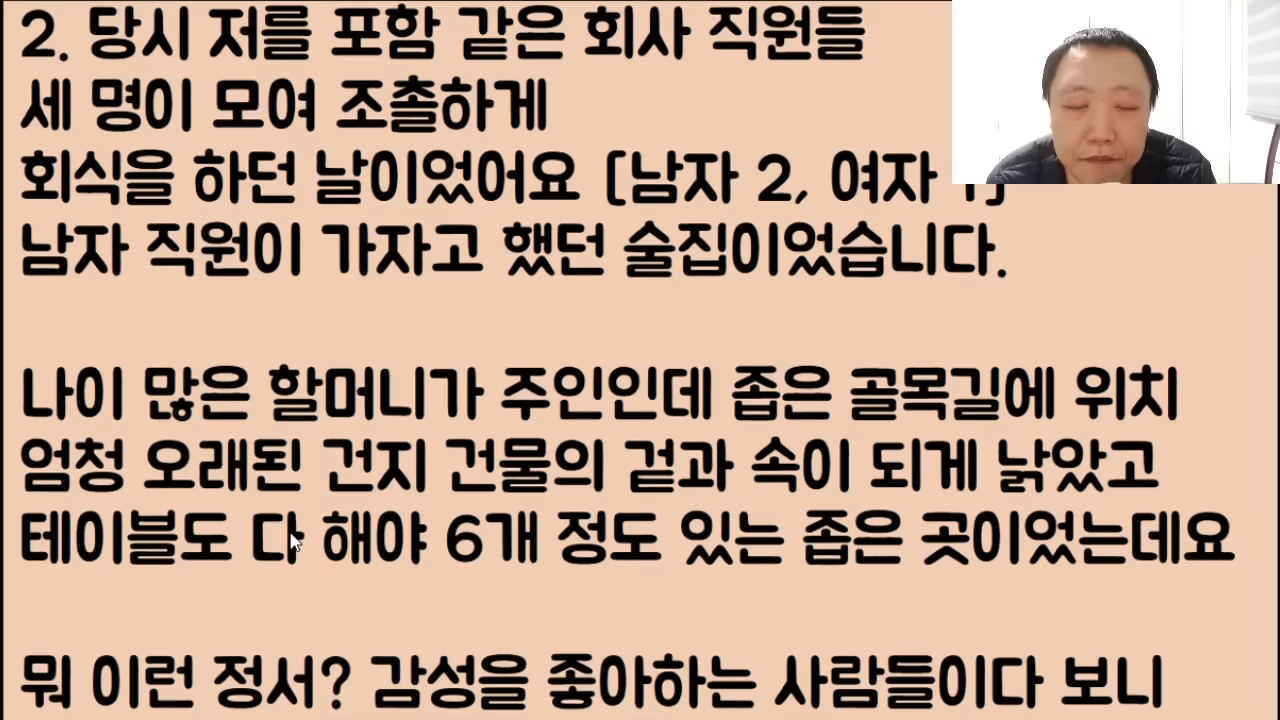 2. 당시 저를 포함 같은 회사 직원들
세 명이 모여 조촐하게
회식을 하던 날이었어요 [남자 2, 여자
남자 직원이 가자고 했던 술집이었습니다.
나이 많은 할머니가 주인인데 좁은 골목길에 위치
엄청 오래된 건지 건물의 겉과 속이 되게 낡았고
테이블도 다 해야 6개 정도 있는 좁은 곳이었는데요
뭐 이런 정서? 감성을 좋아하는 사람들이다 보니